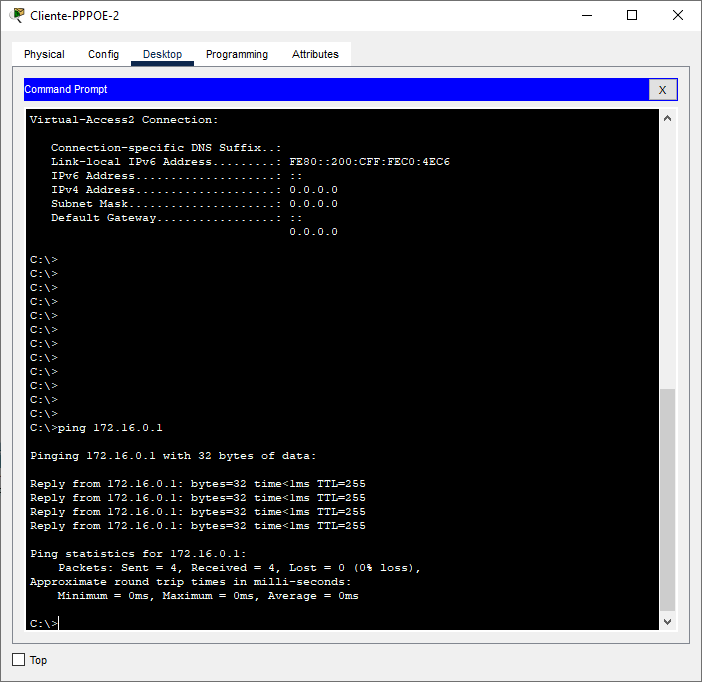 Cliente-PPPOE-2
Physical Config Desktop Programming Attributes
Command Prompt X
Virtual-Access2 Connection:
Connection-specific DNS Suffix..:
Link-local IPv6 Address.........: FE80::200:CFF:FEC0:4EC6
IPv6 Address....................: ::
IPv4 Address....................: 0.0.0.0
Subnet Mask.....................: 0.0.0.0
Default Gateway.................: ::
0.0.0.0
C:\>
C:\>
C:\>
C:\>
C:\>
C:\>
C:\>
C:\>
C:\>
C:\>
C:\>
C:\>
C:\>ping 172.16.0.1
Pinging 172.16.0.1 with 32 bytes of data:
Reply from 172.16.0.1: bytes=32 time<1ms TTL=255
Reply from 172.16.0.1: bytes=32 time<1ms TTL=255
Reply from 172.16.0.1: bytes=32 time<1ms TTL=255
Reply from 172.16.0.1: bytes=32 time<1ms TTL=255
Ping statistics for 172.16.0.1:
Packets: Sent = 4, Received = 4, Lost = 0 (0% loss),
Approximate round trip times in milli-seconds:
Minimum = 0ms, Maximum = 0ms, Average = 0ms
C:\>
Top